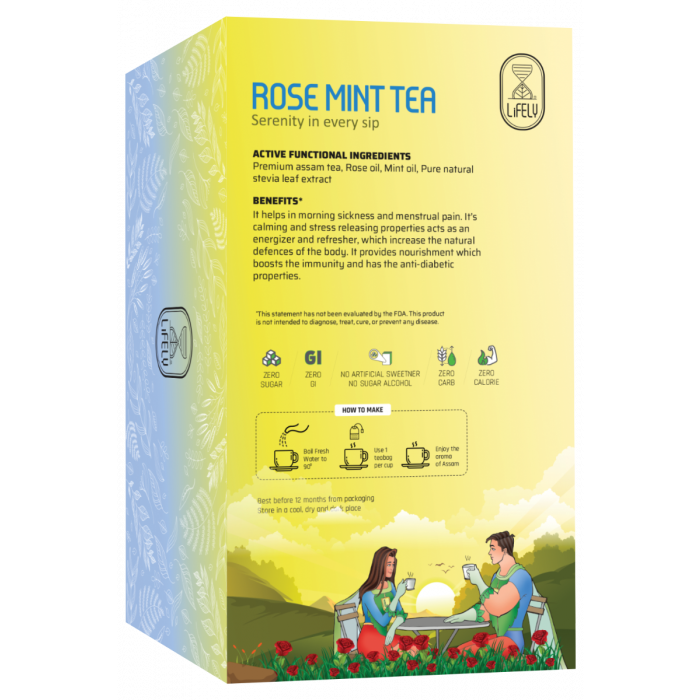 ROSE MINT TEA
Serenity in every sip
LiFELY
ACTIVE FUNCTIONAL INGREDIENTS
Premium assam tea, Rose oil, Mint oil, Pure natural
stevia leaf extract
BENEFITS*
It helps in morning sickness and menstrual pain. It's
calming and stress releasing properties acts as an
energizer and refresher, which increase the natural
defences of the body. It provides nourishment which
boosts the immunity and has the anti-diabetic
properties.
*This statement has not been evaluated by the FDA. This product
is not intended to diagnose, treat, cure, or prevent any disease.
ZERO
SUGAR
GI
ZERO
GI
NO ARTIFICIAL SWEETNER
NO SUGAR ALCOHOL
ZERO
CARB
ZERO
CALORIE
HOW TO MAKE
Boil Fresh
Water to
90°
Use 1
teabag
per cup
Enjoy the
aroma
of Assam
Best before 12 months from packaging
Store in a cool, dry and dark place
LiFELY